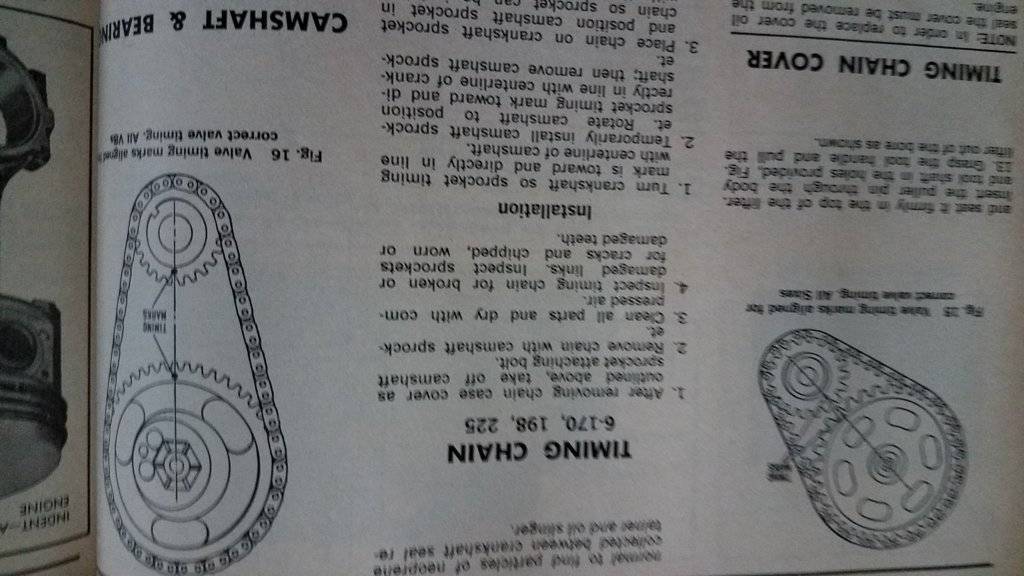 TIMING
MARKS
Fig. 15 Valve timing marks aligned for
correct valve timing. All Sizes
and seat it firmly in the top of the lifter.
Insert the puller pin through the body
and tool shaft in the holes provided, Fig.
13. Grasp the tool handle and pull the
lifter out of the bore as shown.
TIMING CHAIN COVER
NOTE: In order to replace the cover oil
seal the cover must be removed from the
engine.
normal to find particles of neoprene
collected between crankshaft seal re-
tainer and oil slinger.
TIMING CHAIN
6-170, 198, 225
1. After removing chain case cover as
outlined above, take off camshaft
sprocket attaching bolt.
2. Remove chain with camshaft sprock-
et.
3. Clean all parts and dry with com-
pressed air.
4. Inspect timing chain for broken or
damaged links. Inspect sprockets
for cracks and chipped, worn or
damaged teeth.
Installation
1. Turn crankshaft so sprocket timing
mark is toward and directly in line
with centerline of camshaft.
2. Temporarily install camshaft sprock-
et. Rotate camshaft to position
sprocket timing mark toward and di-
rectly in line with centerline of crank-
shaft; then remove camshaft sprock-
et.
3. Place chain on crankshaft sprocket
and position camshaft sprocket in
chain so sprocket can
TIMING
MARKS
Fig. 16 Valve timing marks aligned
correct valve timing. All V8s
CAMSHAFT & BEARIN
INDENT—A
ENGINE